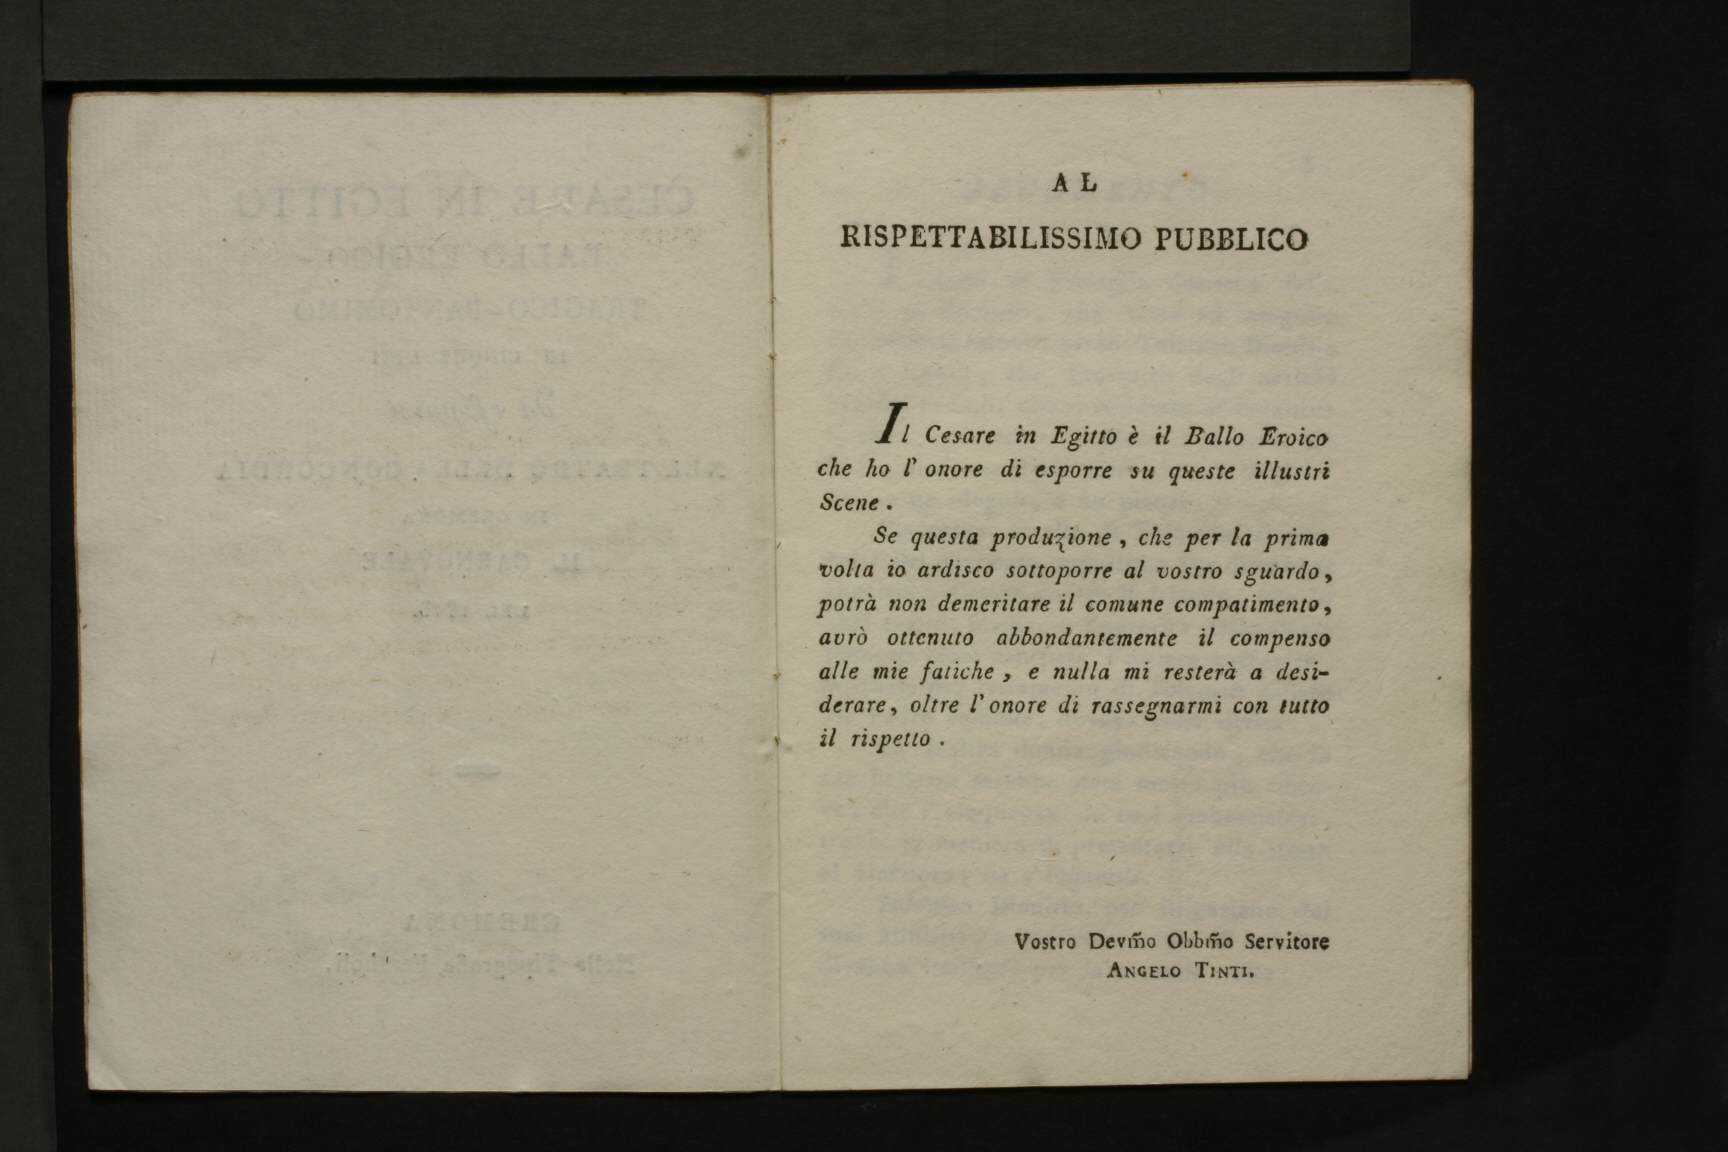 AL
RISPETTABILISSIMO PUBBLICO
Il Cesare in Egitto è il Ballo Eroico
che ho l' onore di esporre su queste illustri
Scene .
Se questa produzione , che per la prima
volta io ardisco sottoporre al vostro sguardo ,
potrà non demeritare il comune compatimento ,
avrò ottenuto abbondantemente il compenso
alle mie fatiche , e nulla mi resterà a desi-
derare , oltre l' onore di rassegnarmi con tutto
il rispetto .
Vostro Devm̃o Obbm̃o Servitore
ANGELO TINTI.